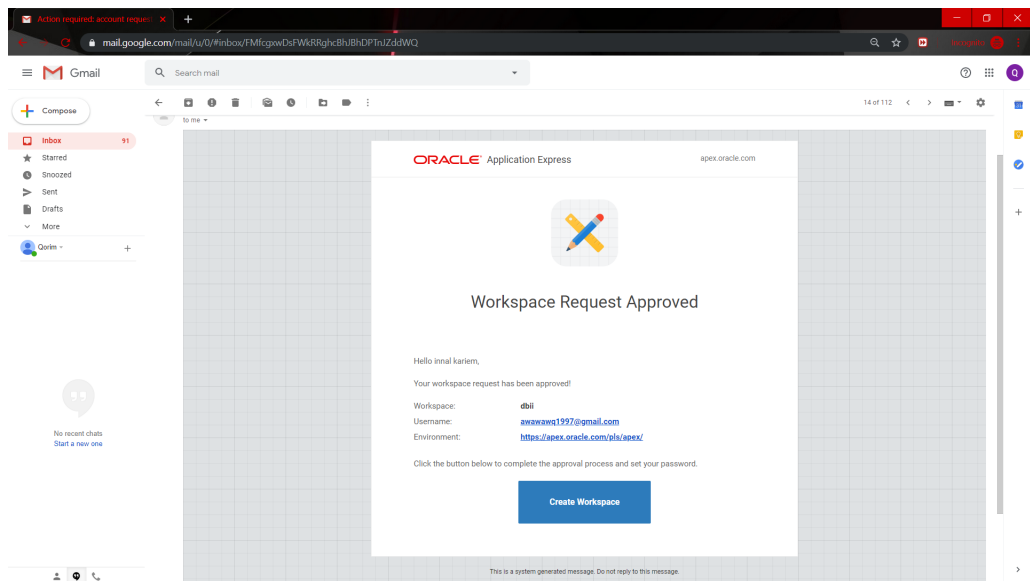 Action required: account reques
mail.google.com/mail/u/0/#inbox/FMfcgxwDsFWkRRghcBhJBhDPTnJZddWQ
Gmail
Search mail
Q
Compose
14 of 112
to me
Inbox 91
Starred
Snoozed
Sent
Drafts
More
Qorim
No recent chats
Start a new one
ORACLE Application Express
apex.oracle.com
Workspace Request Approved
Hello innal kariem,
Your workspace request has been approved!
Workspace: dbii
Username: awawawq1997@gmail.com
Environment: https://apex.oracle.com/pls/apex/
Click the button below to complete the approval process and set your password.
Create Workspace
This is a system generated message. Do not reply to this message.